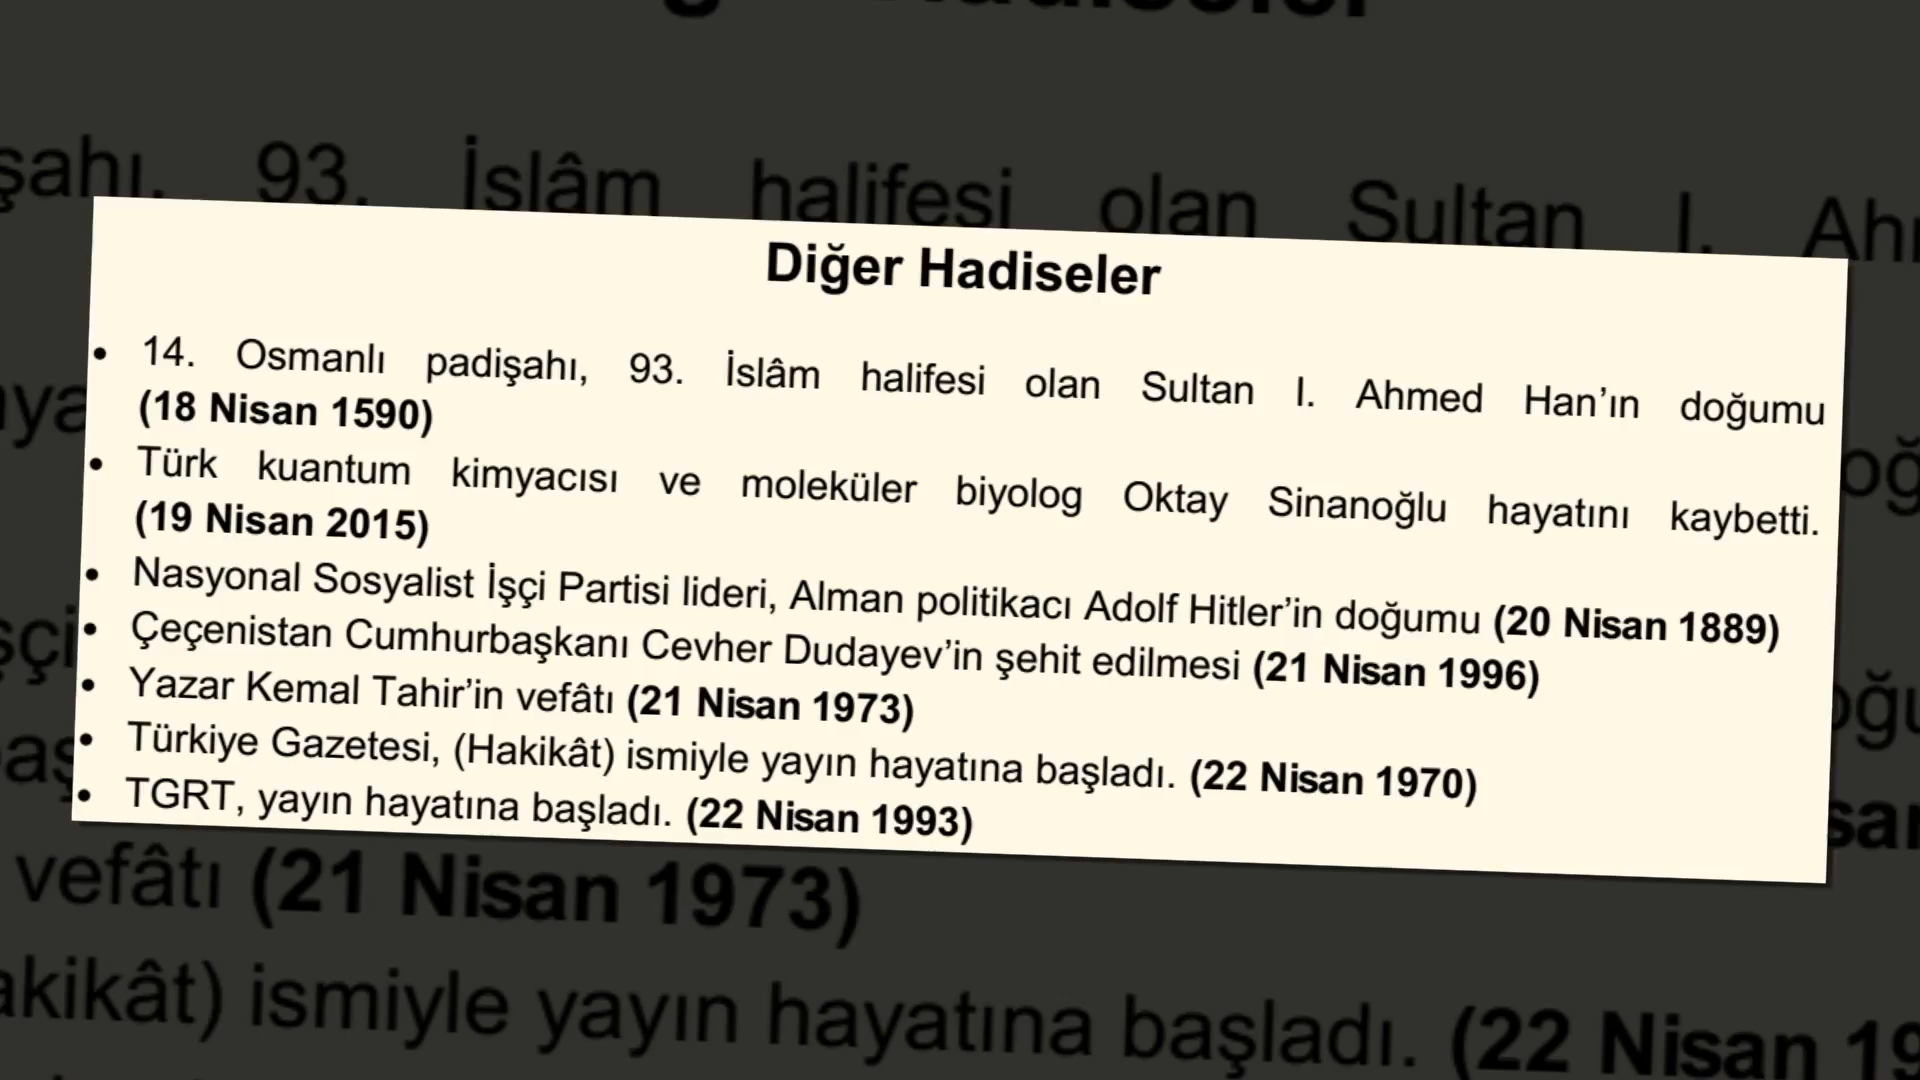 Diğer Hadiseler
• 14. Osmanlı padişahı, 93. İslâm halifesi olan Sultan I. Ahmed Han’ın doğumu
(18 Nisan 1590)
• Türk kuantum kimyacısı ve moleküler biyolog Oktay Sinanoğlu hayatını kaybetti.
(19 Nisan 2015)
• Nasyonal Sosyalist İşçi Partisi lideri, Alman politikacı Adolf Hitler’in doğumu (20 Nisan 1889)
• Çeçenistan Cumhurbaşkanı Cevher Dudayev’in şehit edilmesi (21 Nisan 1996)
• Yazar Kemal Tahir’in vefâtı (21 Nisan 1973)
• Türkiye Gazetesi, (Hakikât) ismiyle yayın hayatına başladı. (22 Nisan 1970)
• TGRT, yayın hayatına başladı. (22 Nisan 1993)
93. İslâm halifesi olan Sultan I.
vefâtı (21 Nisan 1973)
ismiyle yayın hayatına başladı. (22 Nisan